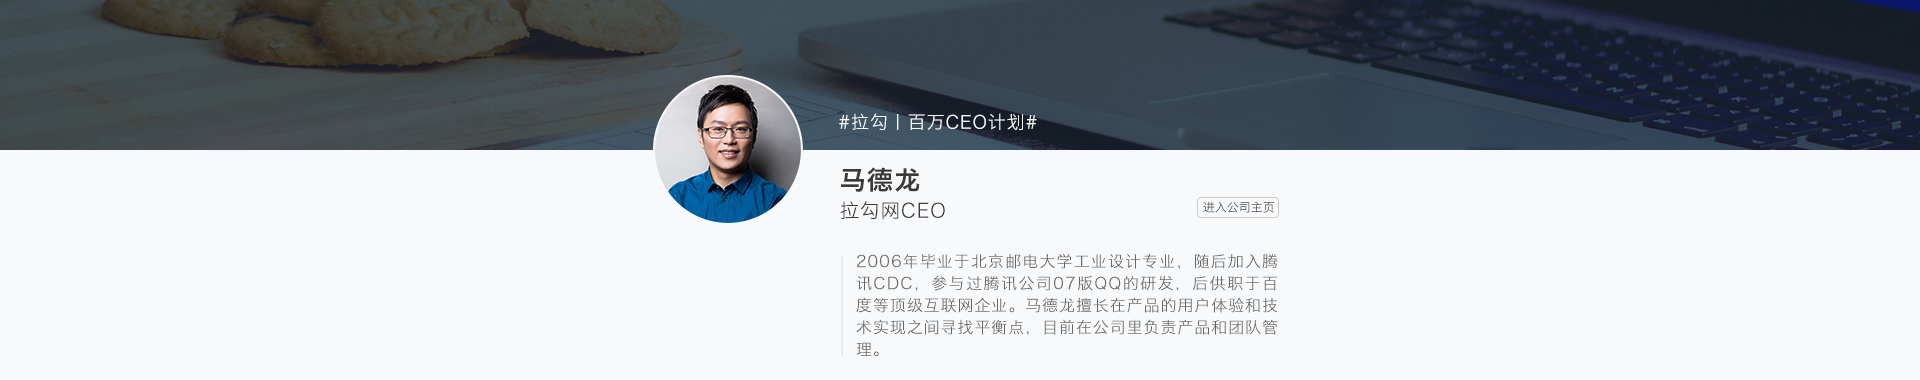 #拉勾丨百万CEO计划#
马德龙
拉勾网CEO
进入公司主页
2006年毕业于北京邮电大学工业设计专业，随后加入腾
讯CDC，参与过腾讯公司07版QQ的研发，后供职于百
度等顶级互联网企业。马德龙擅长在产品的用户体验和技
术实现之间寻找平衡点，目前在公司里负责产品和团队管
理。